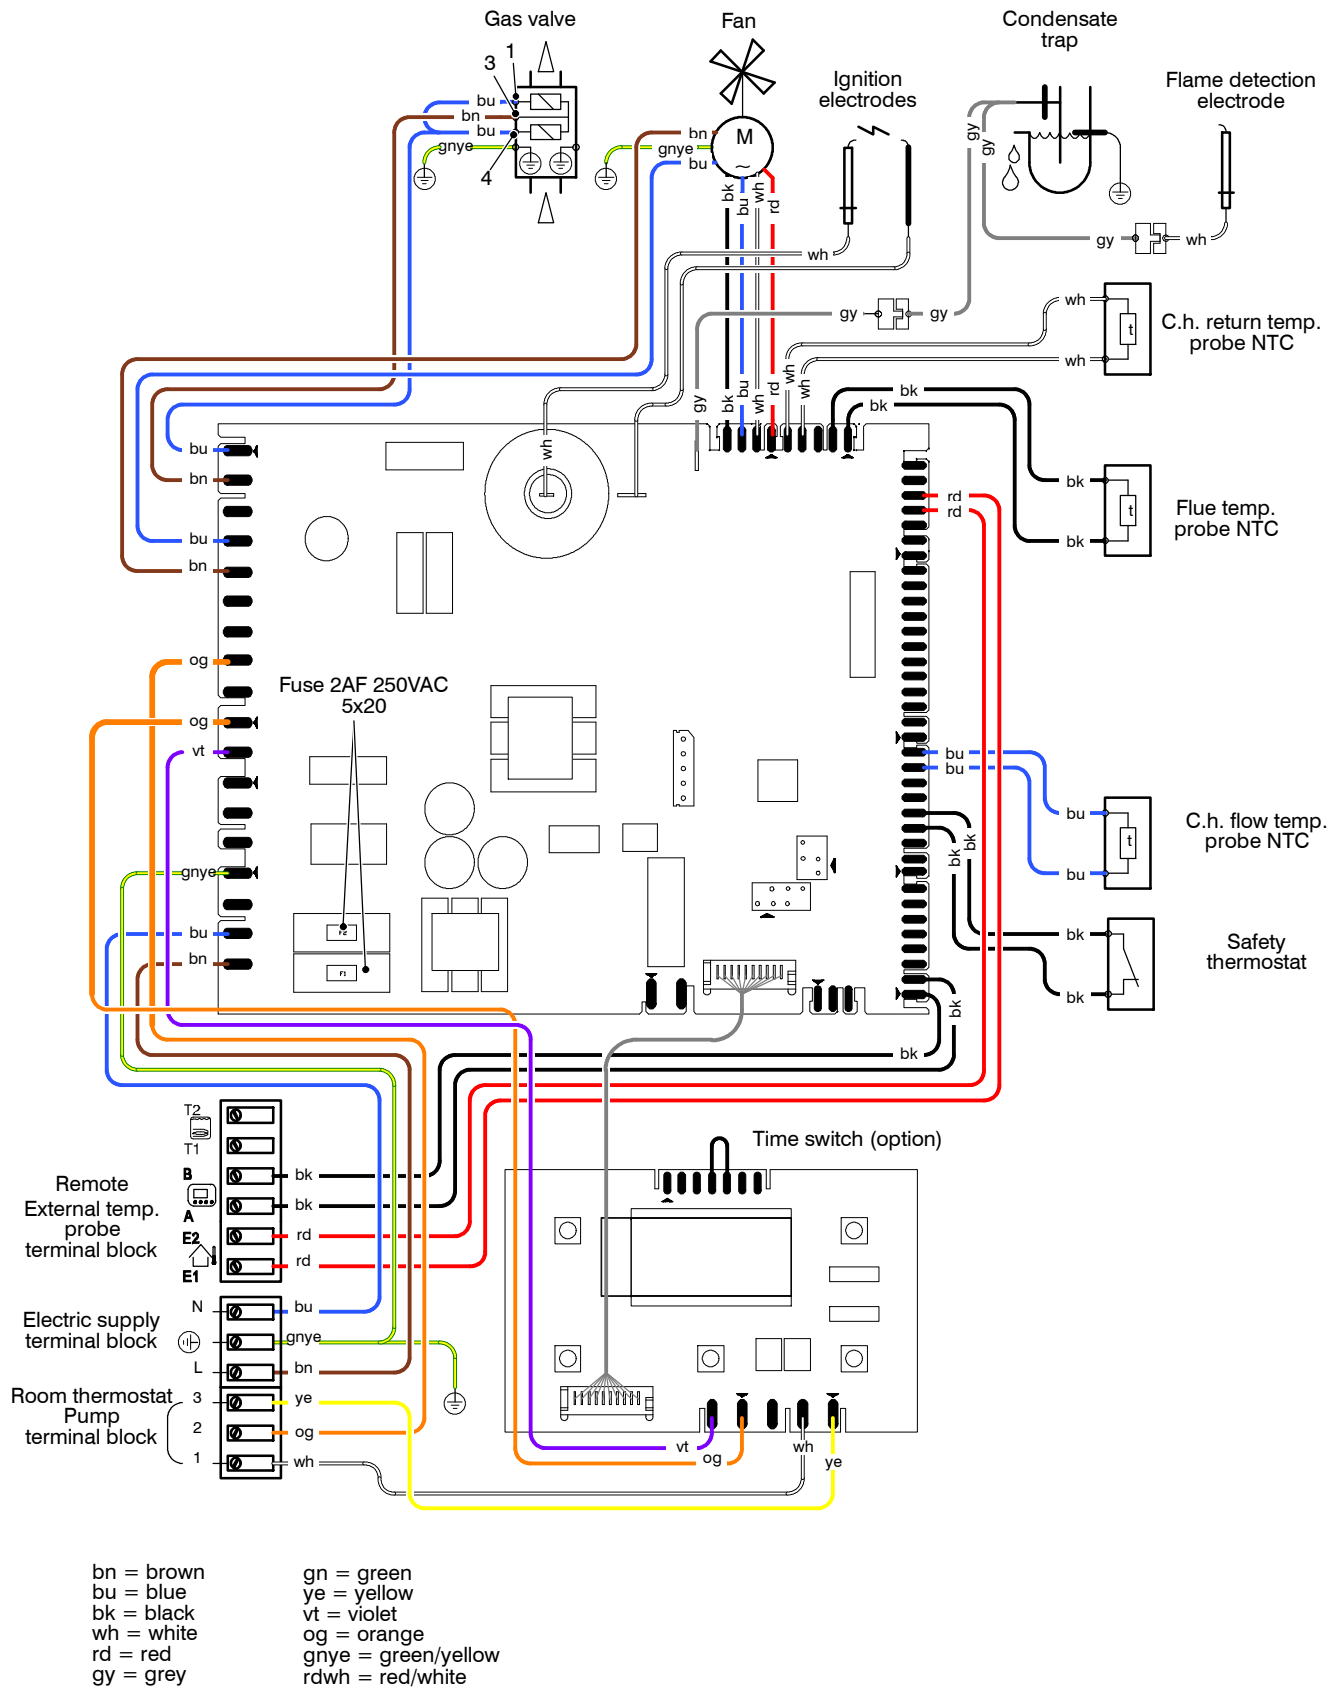 Gas valve
Fan
Condensate
trap
1
3
4
bu
bn
bu
gnye
bn
gnye
bu
M
~
bk
bu
wh
rd
Ignition
electrodes
Flame detection
electrode
gy
gy
gy
wh
wh
gy
gy
wh
wh
C.h. return temp.
probe NTC
t
gy
bk
bu
wh
rd
wh
wh
bk
bk
bk
bk
t
Flue temp.
probe NTC
wh
bu
bn
bu
bn
og
og
vt
gnye
bu
bn
rd
rd
Fuse 2AF 250VAC
5x20
F2
F1
bu
bu
bu
bu
t
C.h. flow temp.
probe NTC
bk
bk
bk
bk
Safety
thermostat
bk
bk
T2
T1
B
A
E2
E1
bk
bk
rd
rd
Remote
External temp.
probe
terminal block
N
L
bu
gnye
bn
Electric supply
terminal block
3
2
1
ye
og
wh
Room thermostat
Pump
terminal block
Time switch (option)
vt
og
wh
ye
bn = brown
bu = blue
bk = black
wh = white
rd = red
gy = grey
gn = green
ye = yellow
vt = violet
og = orange
gnye = green/yellow
rdwh = red/white